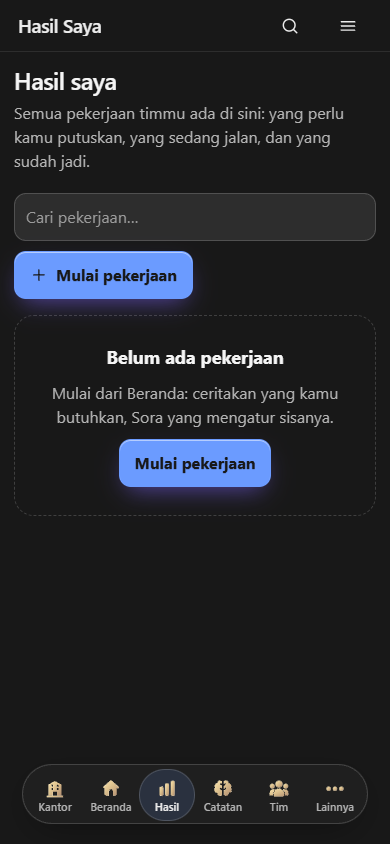 Hasil Saya
Hasil saya
Semua pekerjaan timmu ada di sini: yang perlu
kamu putuskan, yang sedang jalan, dan yang
sudah jadi.
Cari pekerjaan...
+ Mulai pekerjaan
Belum ada pekerjaan
Mulai dari Beranda: ceritakan yang kamu
butuhkan, Sora yang mengatur sisanya.
Mulai pekerjaan
Kantor Beranda Hasil Catatan Tim Lainnya